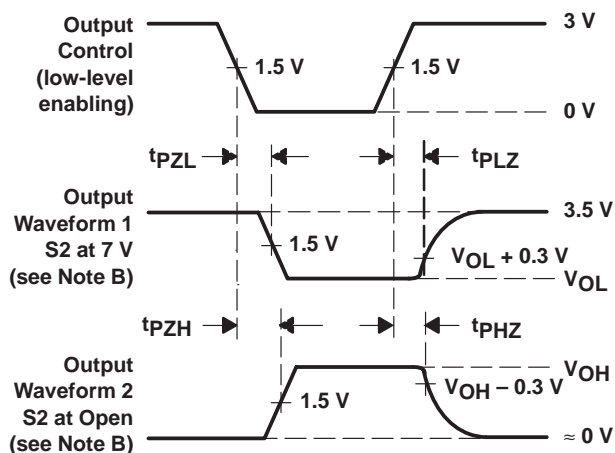 Output
Control
(low-level
enabling)
3 V
1.5 V
1.5 V
0 V
tPZL
tPLZ
Output
Waveform 1
S2 at 7 V
(see Note B)
3.5 V
1.5 V
VOL + 0.3 V
VOL
tPZH
tPHZ
Output
Waveform 2
S2 at Open
(see Note B)
VOH
1.5 V
VOH – 0.3 V
≈ 0 V